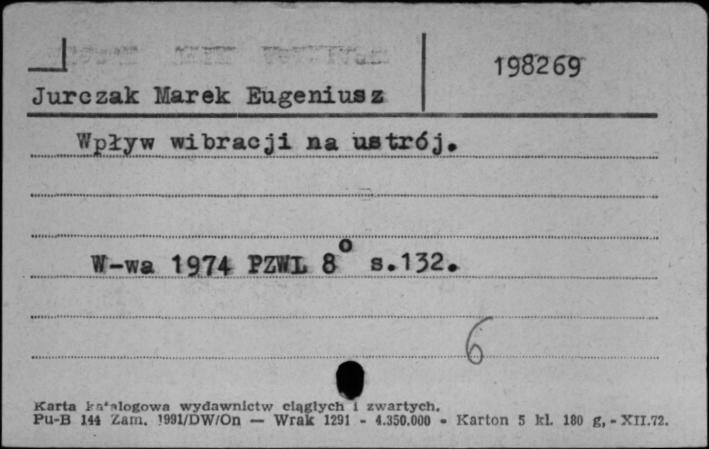 198269
Jurczak Marek Eugeniusz
Wpływ wibracji na ustrój.
W-wa 1974 PZWL 8° s.132.
6
Karta katalogowa wydawnictw ciągłych i zwartych.
Pu-B 144 Zam. 1991/DW/On — Wrak 1291 - 4.350.000 - Karton 5 kl. 180 g, - XII.72.